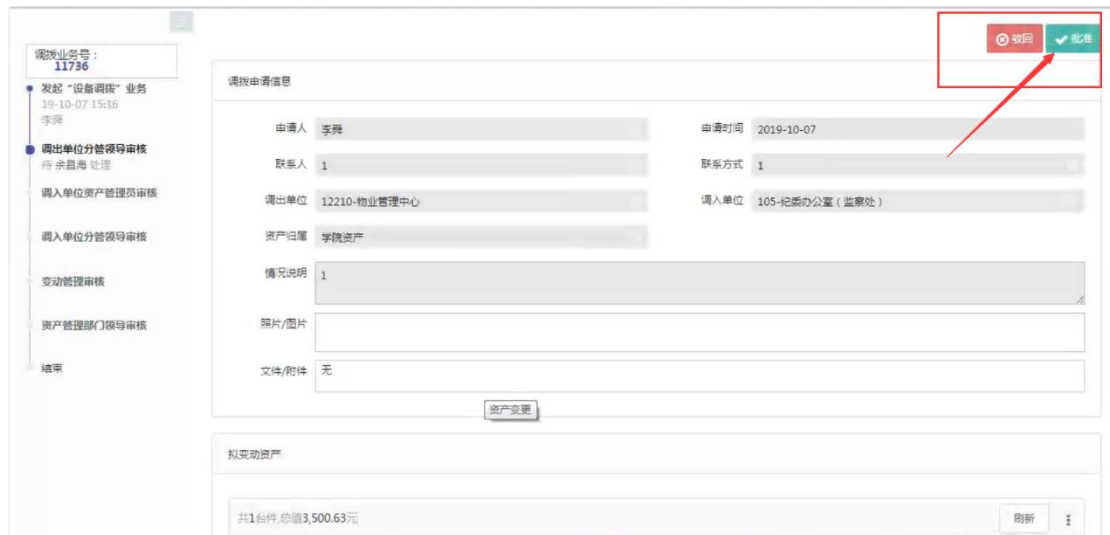 驳回 批准
调拨业务号：
11736
发起“设备调拨”业务
19-10-07 15:36
李舜
调出单位分管领导审核
待 余昌海 处理
调入单位资产管理员审核
调入单位分管领导审核
变动管理审核
资产管理部门领导审核
结束
调拨申请信息
申请人 李舜 申请时间 2019-10-07
联系人 1 联系方式 1
调出单位 12210-物业管理中心 调入单位 105-纪委办公室（监察处）
资产归属 学院资产
情况说明 1
照片/图片
文件/附件 无
资产变更
拟变动资产
共1台件,总值3,500.63元 刷新